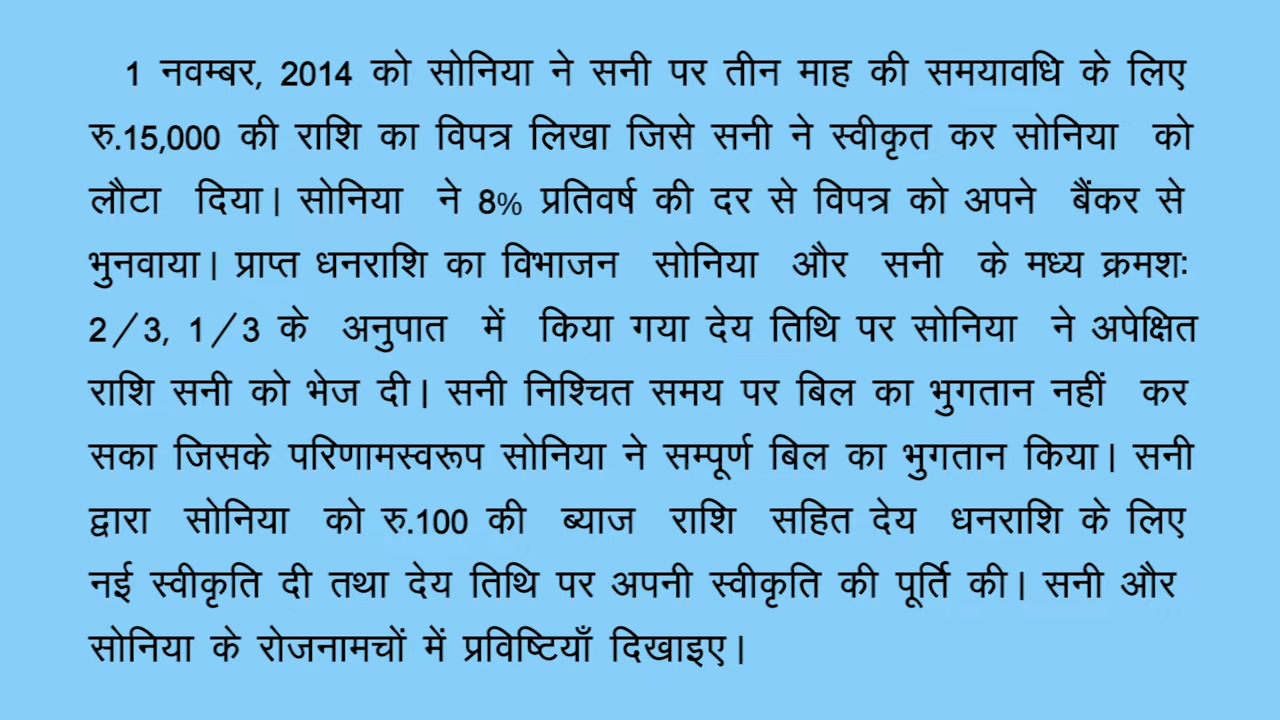 1 नवम्बर, 2014 को सोनिया ने सनी पर तीन माह की समयावधि के लिए
रु.15,000 की राशि का विपत्र लिखा जिसे सनी ने स्वीकृत कर सोनिया को
लौटा दिया। सोनिया ने 8% प्रतिवर्ष की दर से विपत्र को अपने बैंकर से
भुनवाया। प्राप्त धनराशि का विभाजन सोनिया और सनी के मध्य क्रमशः
2/3, 1/3 के अनुपात में किया गया देय तिथि पर सोनिया ने अपेक्षित
राशि सनी को भेज दी। सनी निश्चित समय पर बिल का भुगतान नहीं कर
सका जिसके परिणामस्वरूप सोनिया ने सम्पूर्ण बिल का भुगतान किया। सनी
द्वारा सोनिया को रु.100 की ब्याज राशि सहित देय धनराशि के लिए
नई स्वीकृति दी तथा देय तिथि पर अपनी स्वीकृति की पूर्ति की। सनी और
सोनिया के रोजनामचों में प्रविष्टियाँ दिखाइए।